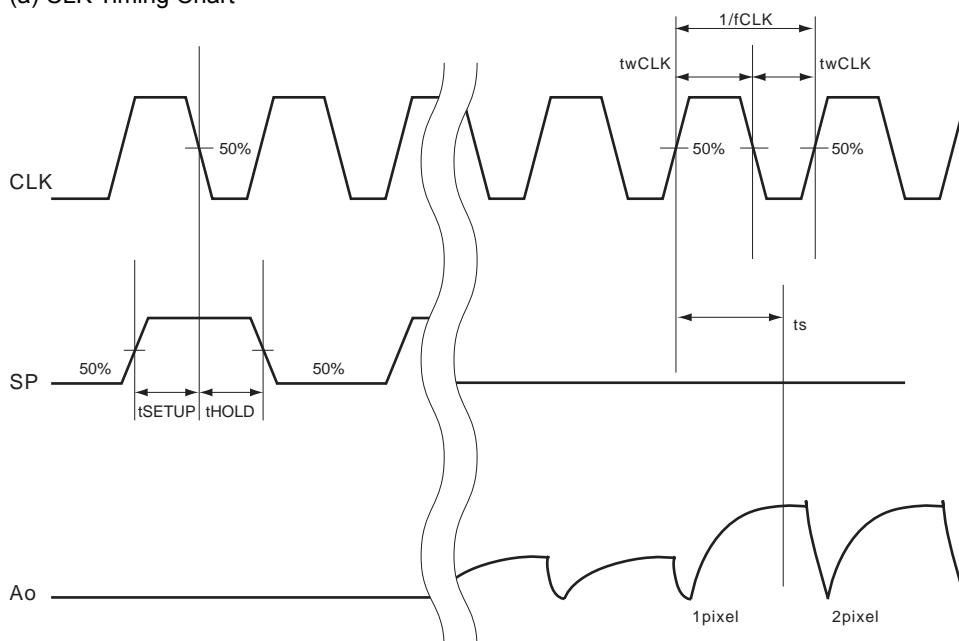 (a) CLK Timing Chart
1/fCLK
twCLK
twCLK
50%
50%
50%
CLK
ts
50%
50%
SP
tSETUP
tHOLD
Ao
1pixel
2pixel